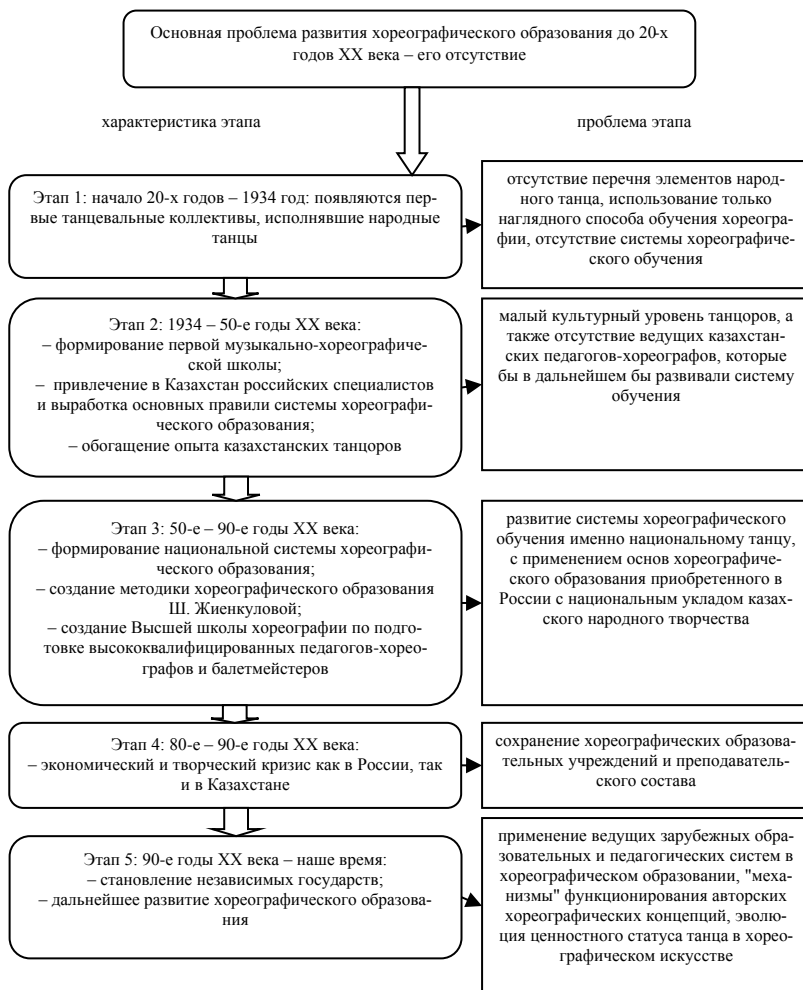 Основная проблема развития хореографического образования до 20-х
годов XX века – его отсутствие
характеристика этапа
проблема этапа
Этап 1: начало 20-х годов – 1934 год: появляются пер-
вые танцевальные коллективы, исполнявшие народные
танцы
отсутствие перечня элементов народ-
ного танца, использование только
наглядного способа обучения хореогра-
фии, отсутствие системы хореографиче-
ского обучения
Этап 2: 1934 – 50-е годы XX века:
– формирование первой музыкально-хореографиче-
ской школы;
– привлечение в Казахстан российских специалистов
и выработка основных правили системы хореографи-
ческого образования;
– обогащение опыта казахстанских танцоров
малый культурный уровень танцоров, а
также отсутствие ведущих казахстан-
ских педагогов-хореографов, которые
бы в дальнейшем бы развивали систему
обучения
Этап 3: 50-е – 90-е годы XX века:
– формирование национальной системы хореографи-
ческого образования;
– создание методики хореографического образования
Ш. Жиенкуловой;
– создание Высшей школы хореографии по подго-
товке высококвалифицированных педагогов-хорео-
графов и балетмейстеров
развитие системы хореографического
обучения именно национальному танцу,
с применением основ хореографиче-
ского образования приобретенного в
России с национальным укладом казах-
ского народного творчества
Этап 4: 80-е – 90-е годы XX века:
– экономический и творческий кризис как в России, так
и в Казахстане
сохранение хореографических образова-
тельных учреждений и преподаватель-
ского состава
Этап 5: 90-е годы XX века – наше время:
– становление независимых государств;
– дальнейшее развитие хореографического образова-
ния
применение ведущих зарубежных обра-
зовательных и педагогических систем в
хореографическом образовании, "меха-
низмы" функционирования авторских
хореографических концепций, эволю-
ция ценностного статуса танца в хорео-
графическом искусстве